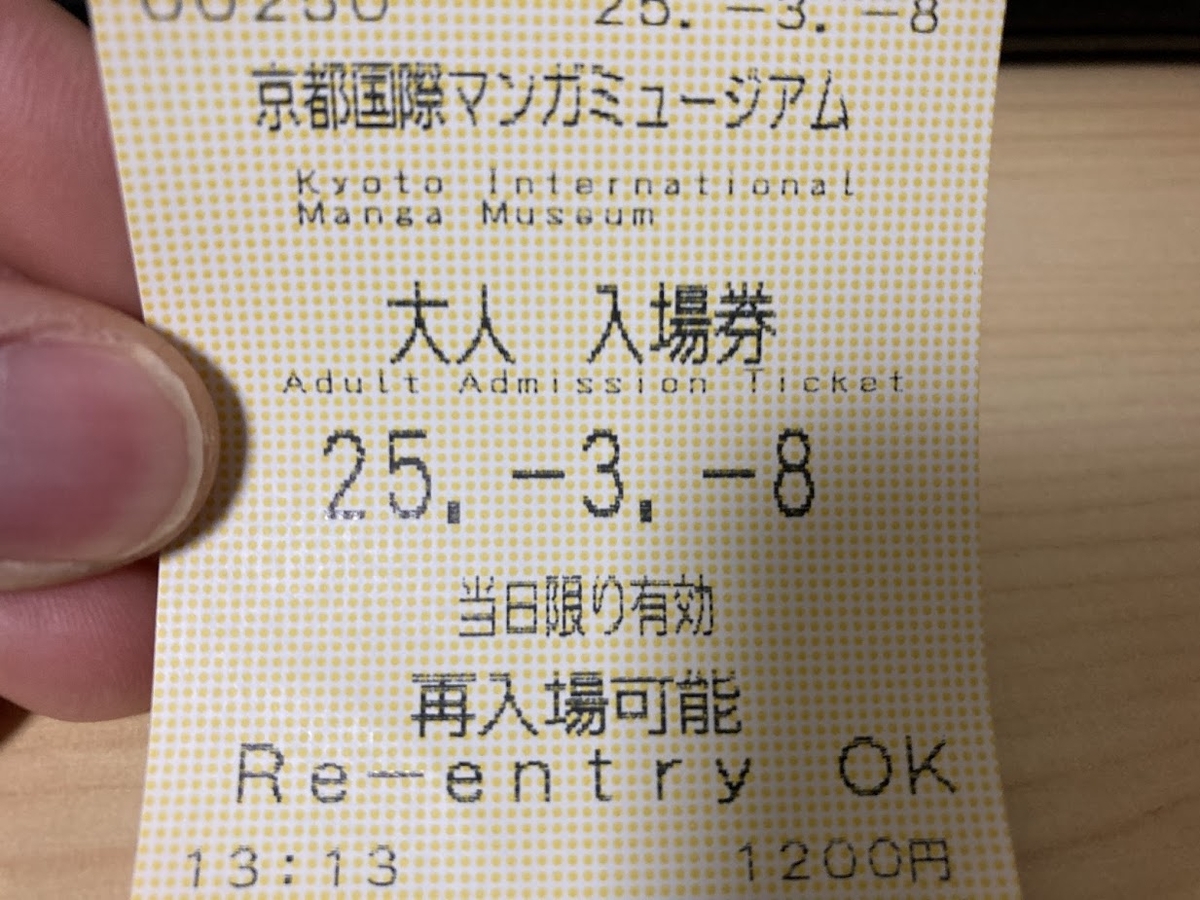 00250 25.-3.-8
京都国際マンガミュージアム
Kyoto International
Manga Museum
大人 入場券
Adult Admission Ticket
25.-3.-8
当日限り有効
再入場可能
Re-entry OK
13:13 1200円